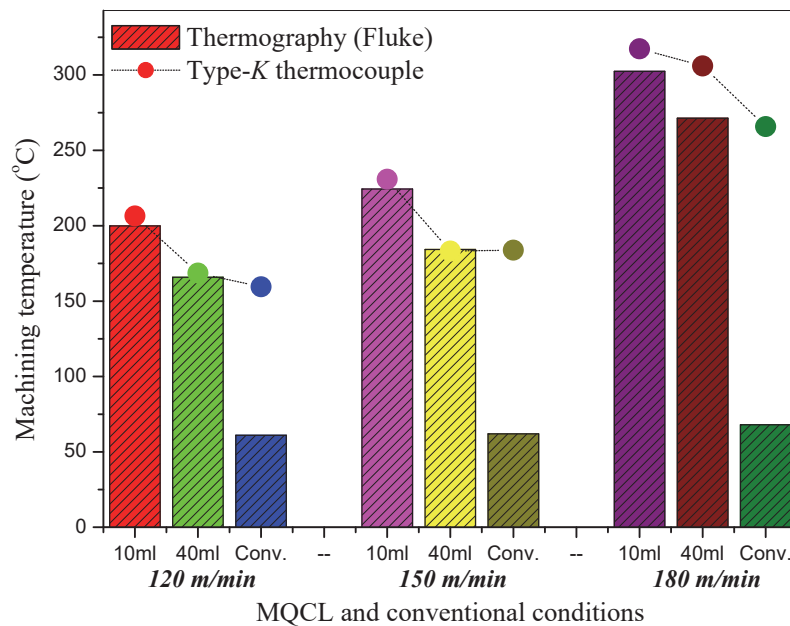 Thermography (Fluke)
Type-K thermocouple
Machining temperature (°C)
300
250
200
150
100
50
0
10ml 40ml Conv. -- 10ml 40ml Conv. -- 10ml 40ml Conv.
120 m/min 150 m/min 180 m/min
MQCL and conventional conditions